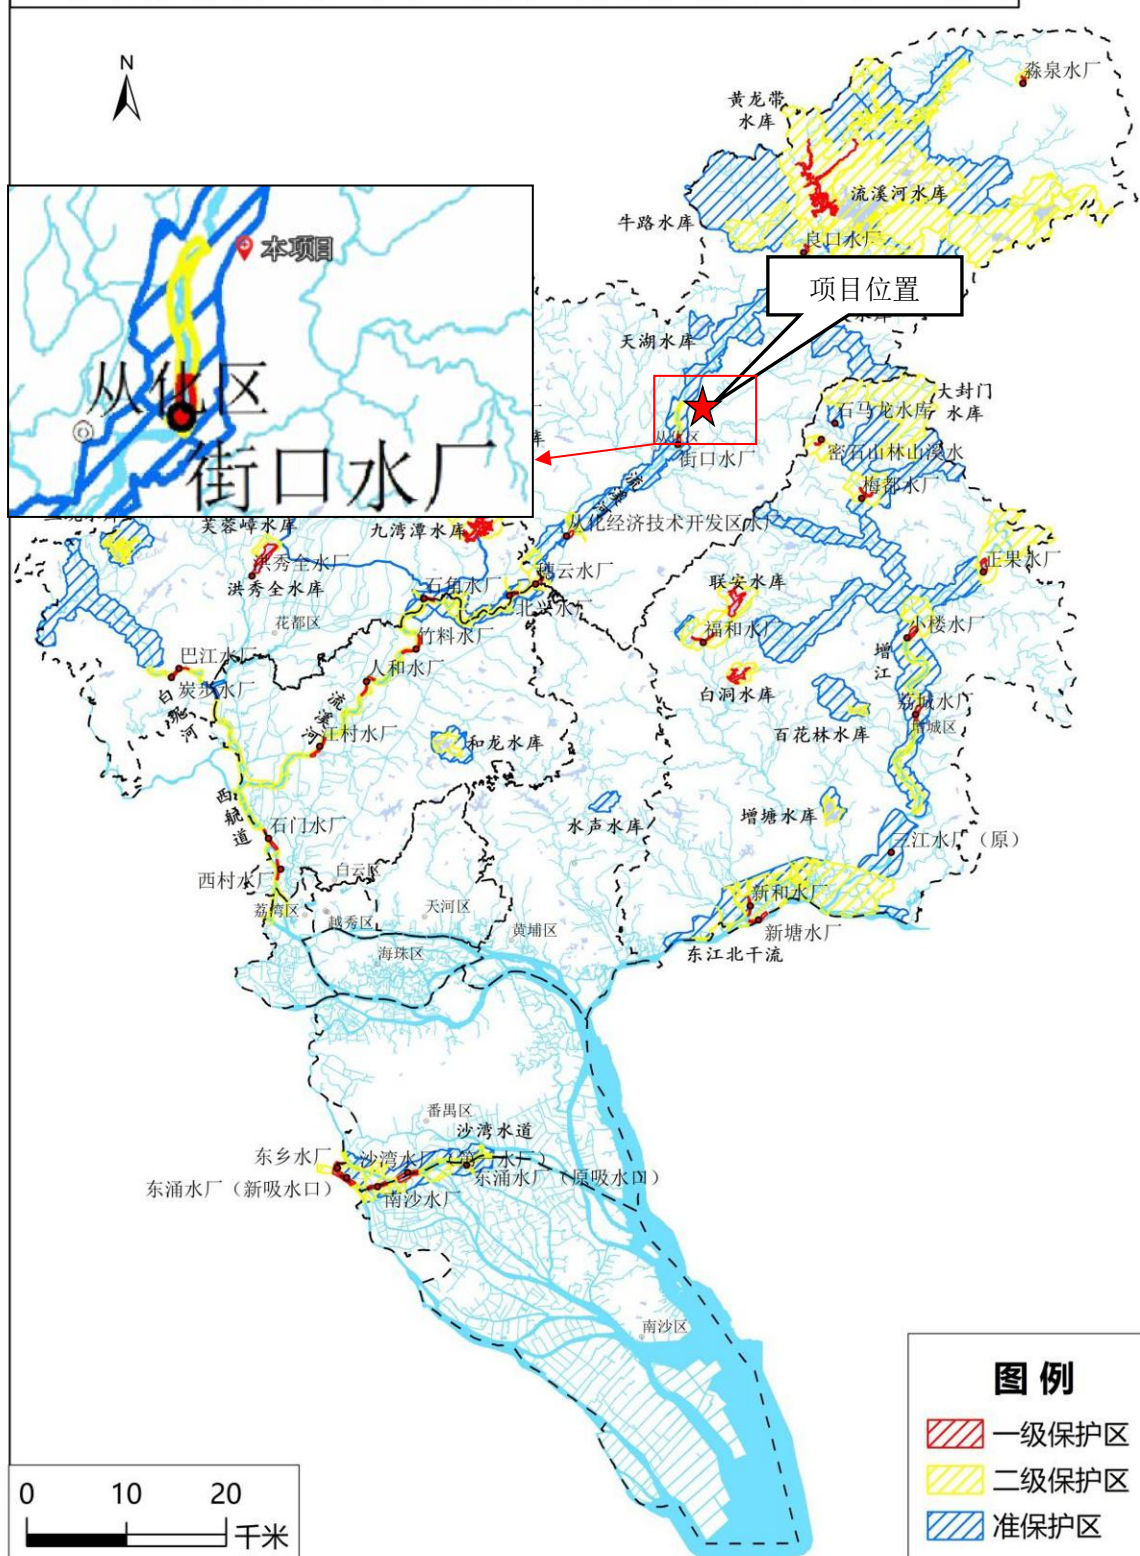 N
淼泉水厂
黄龙带
水库
流溪河水库
牛路水库
良口水厂
本项目
项目位置
天湖水库
大封门
水库
石马龙水库
从化区
从化区
街口水厂
街口水厂
密石山林山溪水
梅都水厂
流溪河
芙蓉嶂水库
九湾潭水库
从化经济技术开发区水厂
洪秀全水厂
洪秀全水库
石角水厂
穗云水厂
北兴水厂
联安水库
正果水厂
花都区
竹料水厂
福和水厂
小楼水厂
增江
巴江水厂
炭步水厂
人和水厂
白坭河
流溪河
白洞水库
荔城水厂
增城区
江村水厂
和龙水库
百花林水库
西航道
石门水厂
水声水库
增塘水库
三江水厂（原）
西村水厂
白云区
荔湾区
越秀区
天河区
黄埔区
新和水厂
新塘水厂
海珠区
东江北干流
番禺区
沙湾水道
东乡水厂
东涌水厂（新吸水口）
南沙水厂
东涌水厂（原吸水口）
南沙区
图例
一级保护区
二级保护区
准保护区
0 10 20
千米